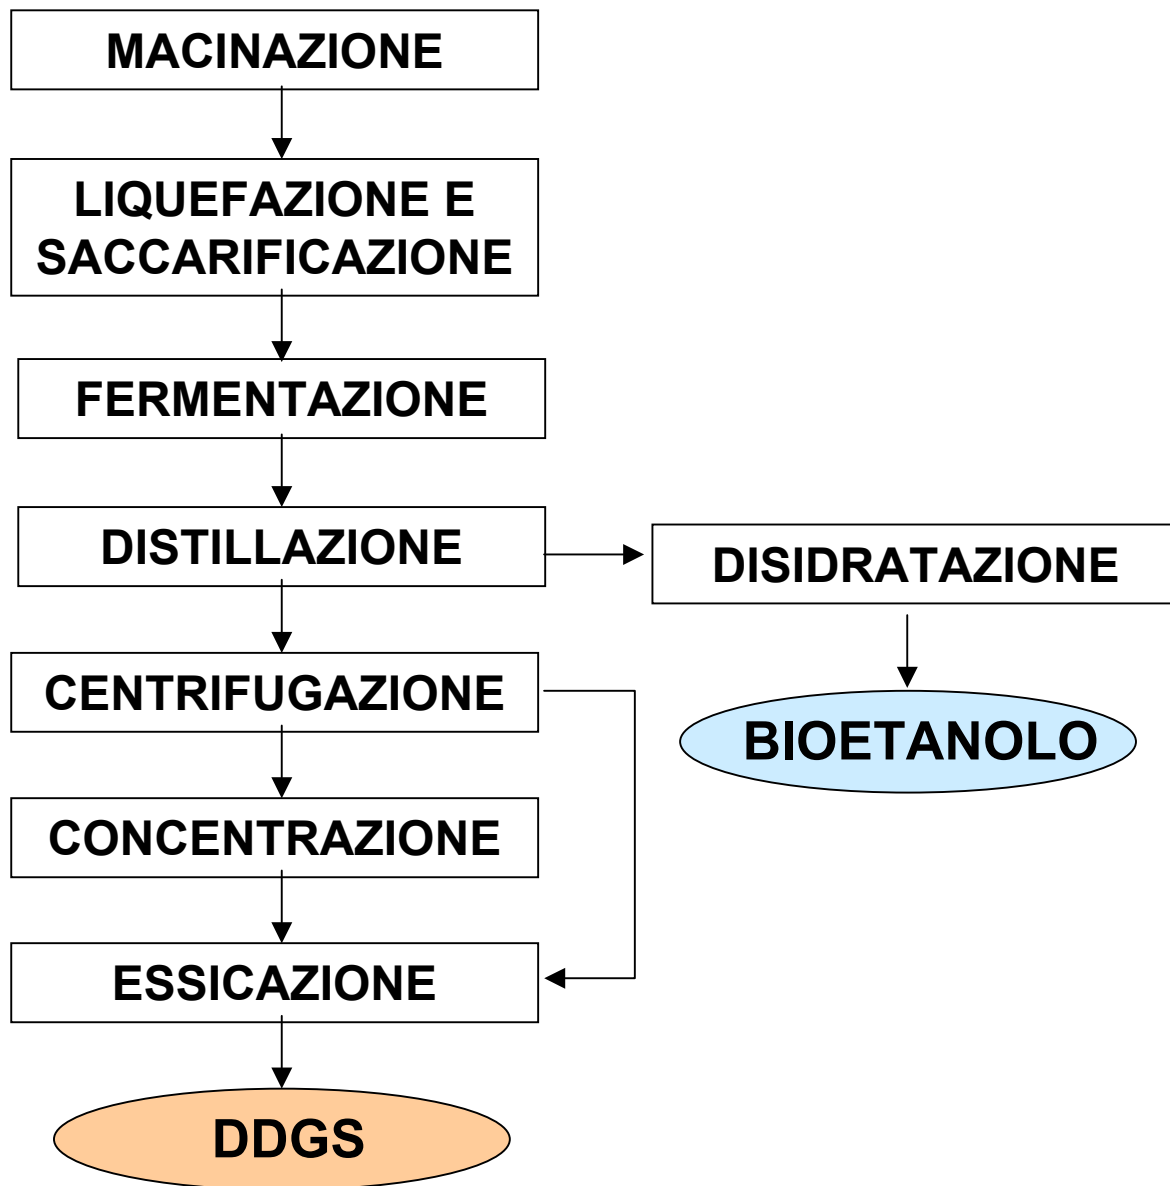 MACINAZIONE
LIQUEFAZIONE E
SACCARIFICAZIONE
FERMENTAZIONE
DISTILLAZIONE
DISIDRATAZIONE
CENTRIFUGAZIONE
BIOETANOLO
CONCENTRAZIONE
ESSICAZIONE
DDGS